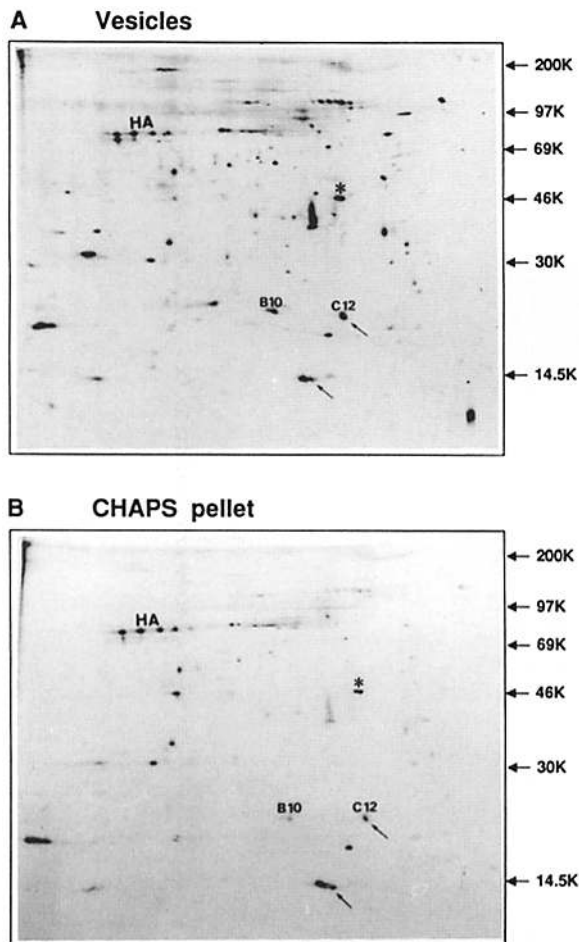 A Vesicles
200K
97K
HA
69K
*
46K
30K
B10 C12
14.5K
B CHAPS pellet
200K
97K
HA
69K
*
46K
30K
B10 C12
14.5K